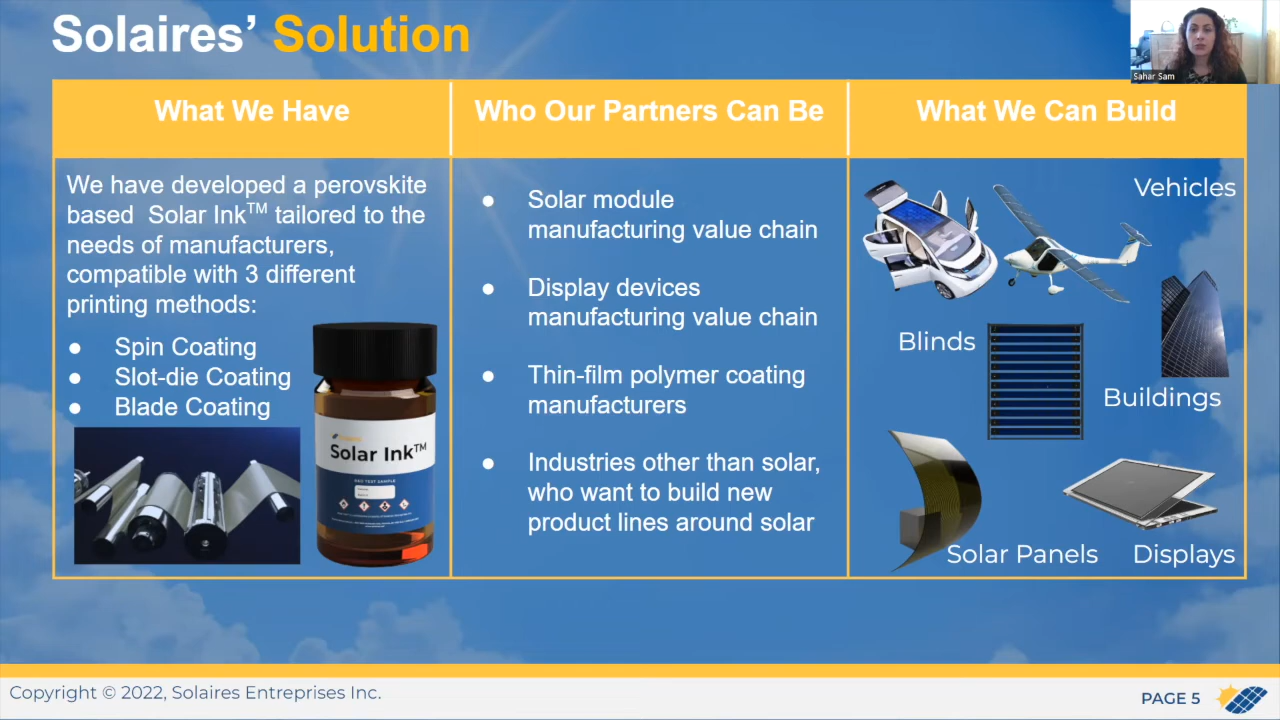 Solaires’ Solution
Sahar Sam
What We Have
We have developed a perovskite
based Solar Ink™ tailored to the
needs of manufacturers,
compatible with 3 different
printing methods:
● Spin Coating
● Slot-die Coating
● Blade Coating
Solar Ink™
Who Our Partners Can Be
● Solar module
manufacturing value chain
● Display devices
manufacturing value chain
● Thin-film polymer coating
manufacturers
● Industries other than solar,
who want to build new
product lines around solar
What We Can Build
Vehicles
Blinds
Buildings
Solar Panels
Displays
Copyright © 2022, Solaires Entreprises Inc.
PAGE 5